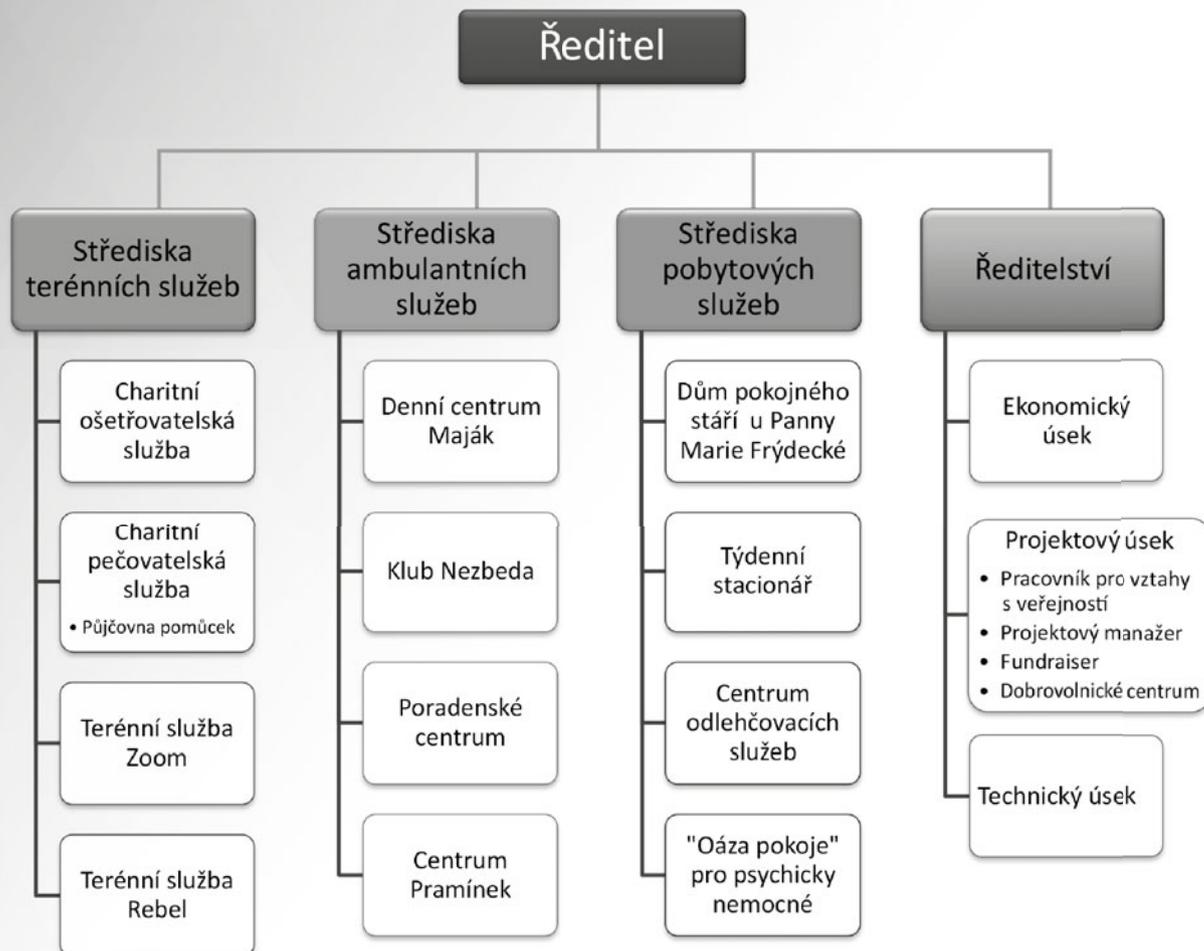 Ředitel
Střediska
terénních služeb
Charitní
ošetřovatelská
služba
Charitní
pečovatelská
služba
• Půjčovna pomůcek
Terénní služba
Zoom
Terénní služba
Rebel
Střediska
ambulantních
služeb
Denní centrum
Maják
Klub Nezbeda
Poradenské
centrum
Centrum
Pramínek
Střediska
pobytových
služeb
Dům pokojného
stáří u Panny
Marie Frýdecké
Týdenní
stacionář
Centrum
odlehčovacích
služeb
"Oáza pokoje"
pro psychicky
nemocné
Ředitelství
Ekonomický
úsek
Projektový úsek
• Pracovník pro vztahy
s veřejností
• Projektový manažer
• Fundraiser
• Dobrovolnické centrum
Technický úsek